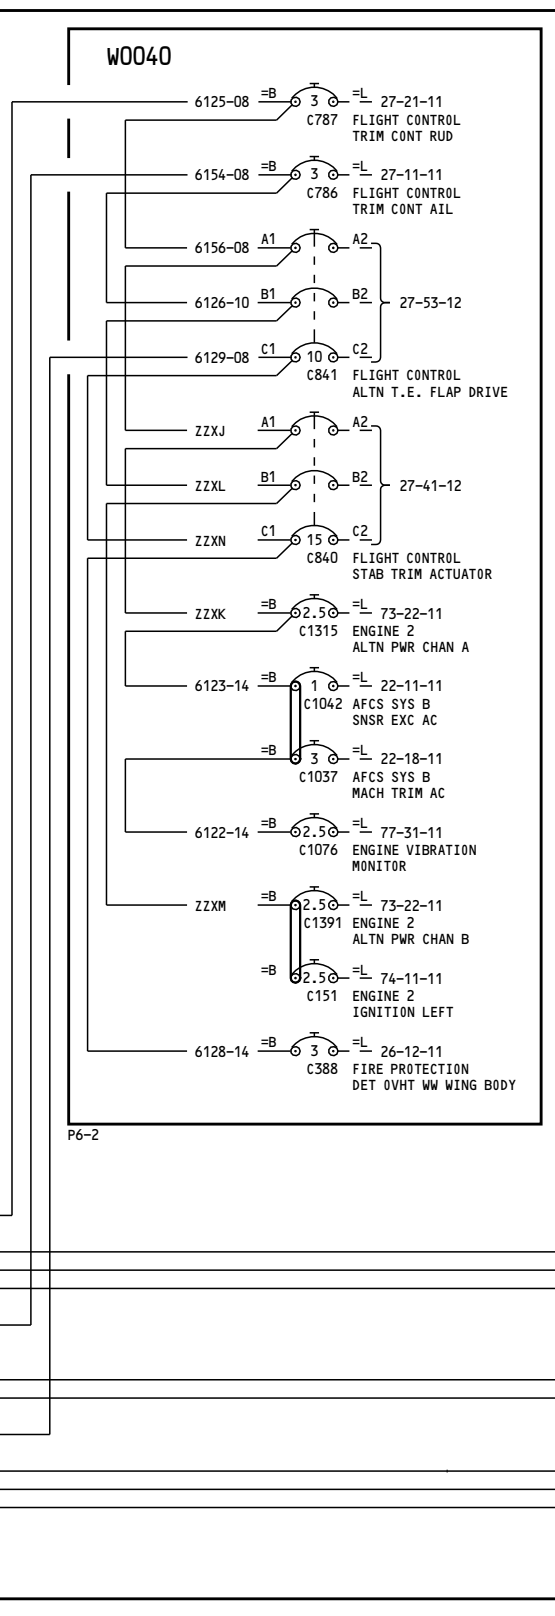 W0040
6125-08 =B 3 =L 27-21-11
C787 FLIGHT CONTROL
TRIM CONT RUD
6154-08 =B 3 =L 27-11-11
C786 FLIGHT CONTROL
TRIM CONT AIL
6156-08 A1 A2
6126-10 B1 B2 27-53-12
6129-08 C1 10 C2
C841 FLIGHT CONTROL
ALTN T.E. FLAP DRIVE
ZZXJ A1 A2
ZZXL B1 B2 27-41-12
ZZXN C1 15 C2
C840 FLIGHT CONTROL
STAB TRIM ACTUATOR
ZZXK =B 2.5 =L 73-22-11
C1315 ENGINE 2
ALTN PWR CHAN A
6123-14 =B 1 =L 22-11-11
C1042 AFCS SYS B
SNSR EXC AC
=B 3 =L 22-18-11
C1037 AFCS SYS B
MACH TRIM AC
6122-14 =B 2.5 =L 77-31-11
C1076 ENGINE VIBRATION
MONITOR
ZZXM =B 2.5 =L 73-22-11
C1391 ENGINE 2
ALTN PWR CHAN B
=B 2.5 =L 74-11-11
C151 ENGINE 2
IGNITION LEFT
6128-14 =B 3 =L 26-12-11
C388 FIRE PROTECTION
DET OVHT WW WING BODY
P6-2